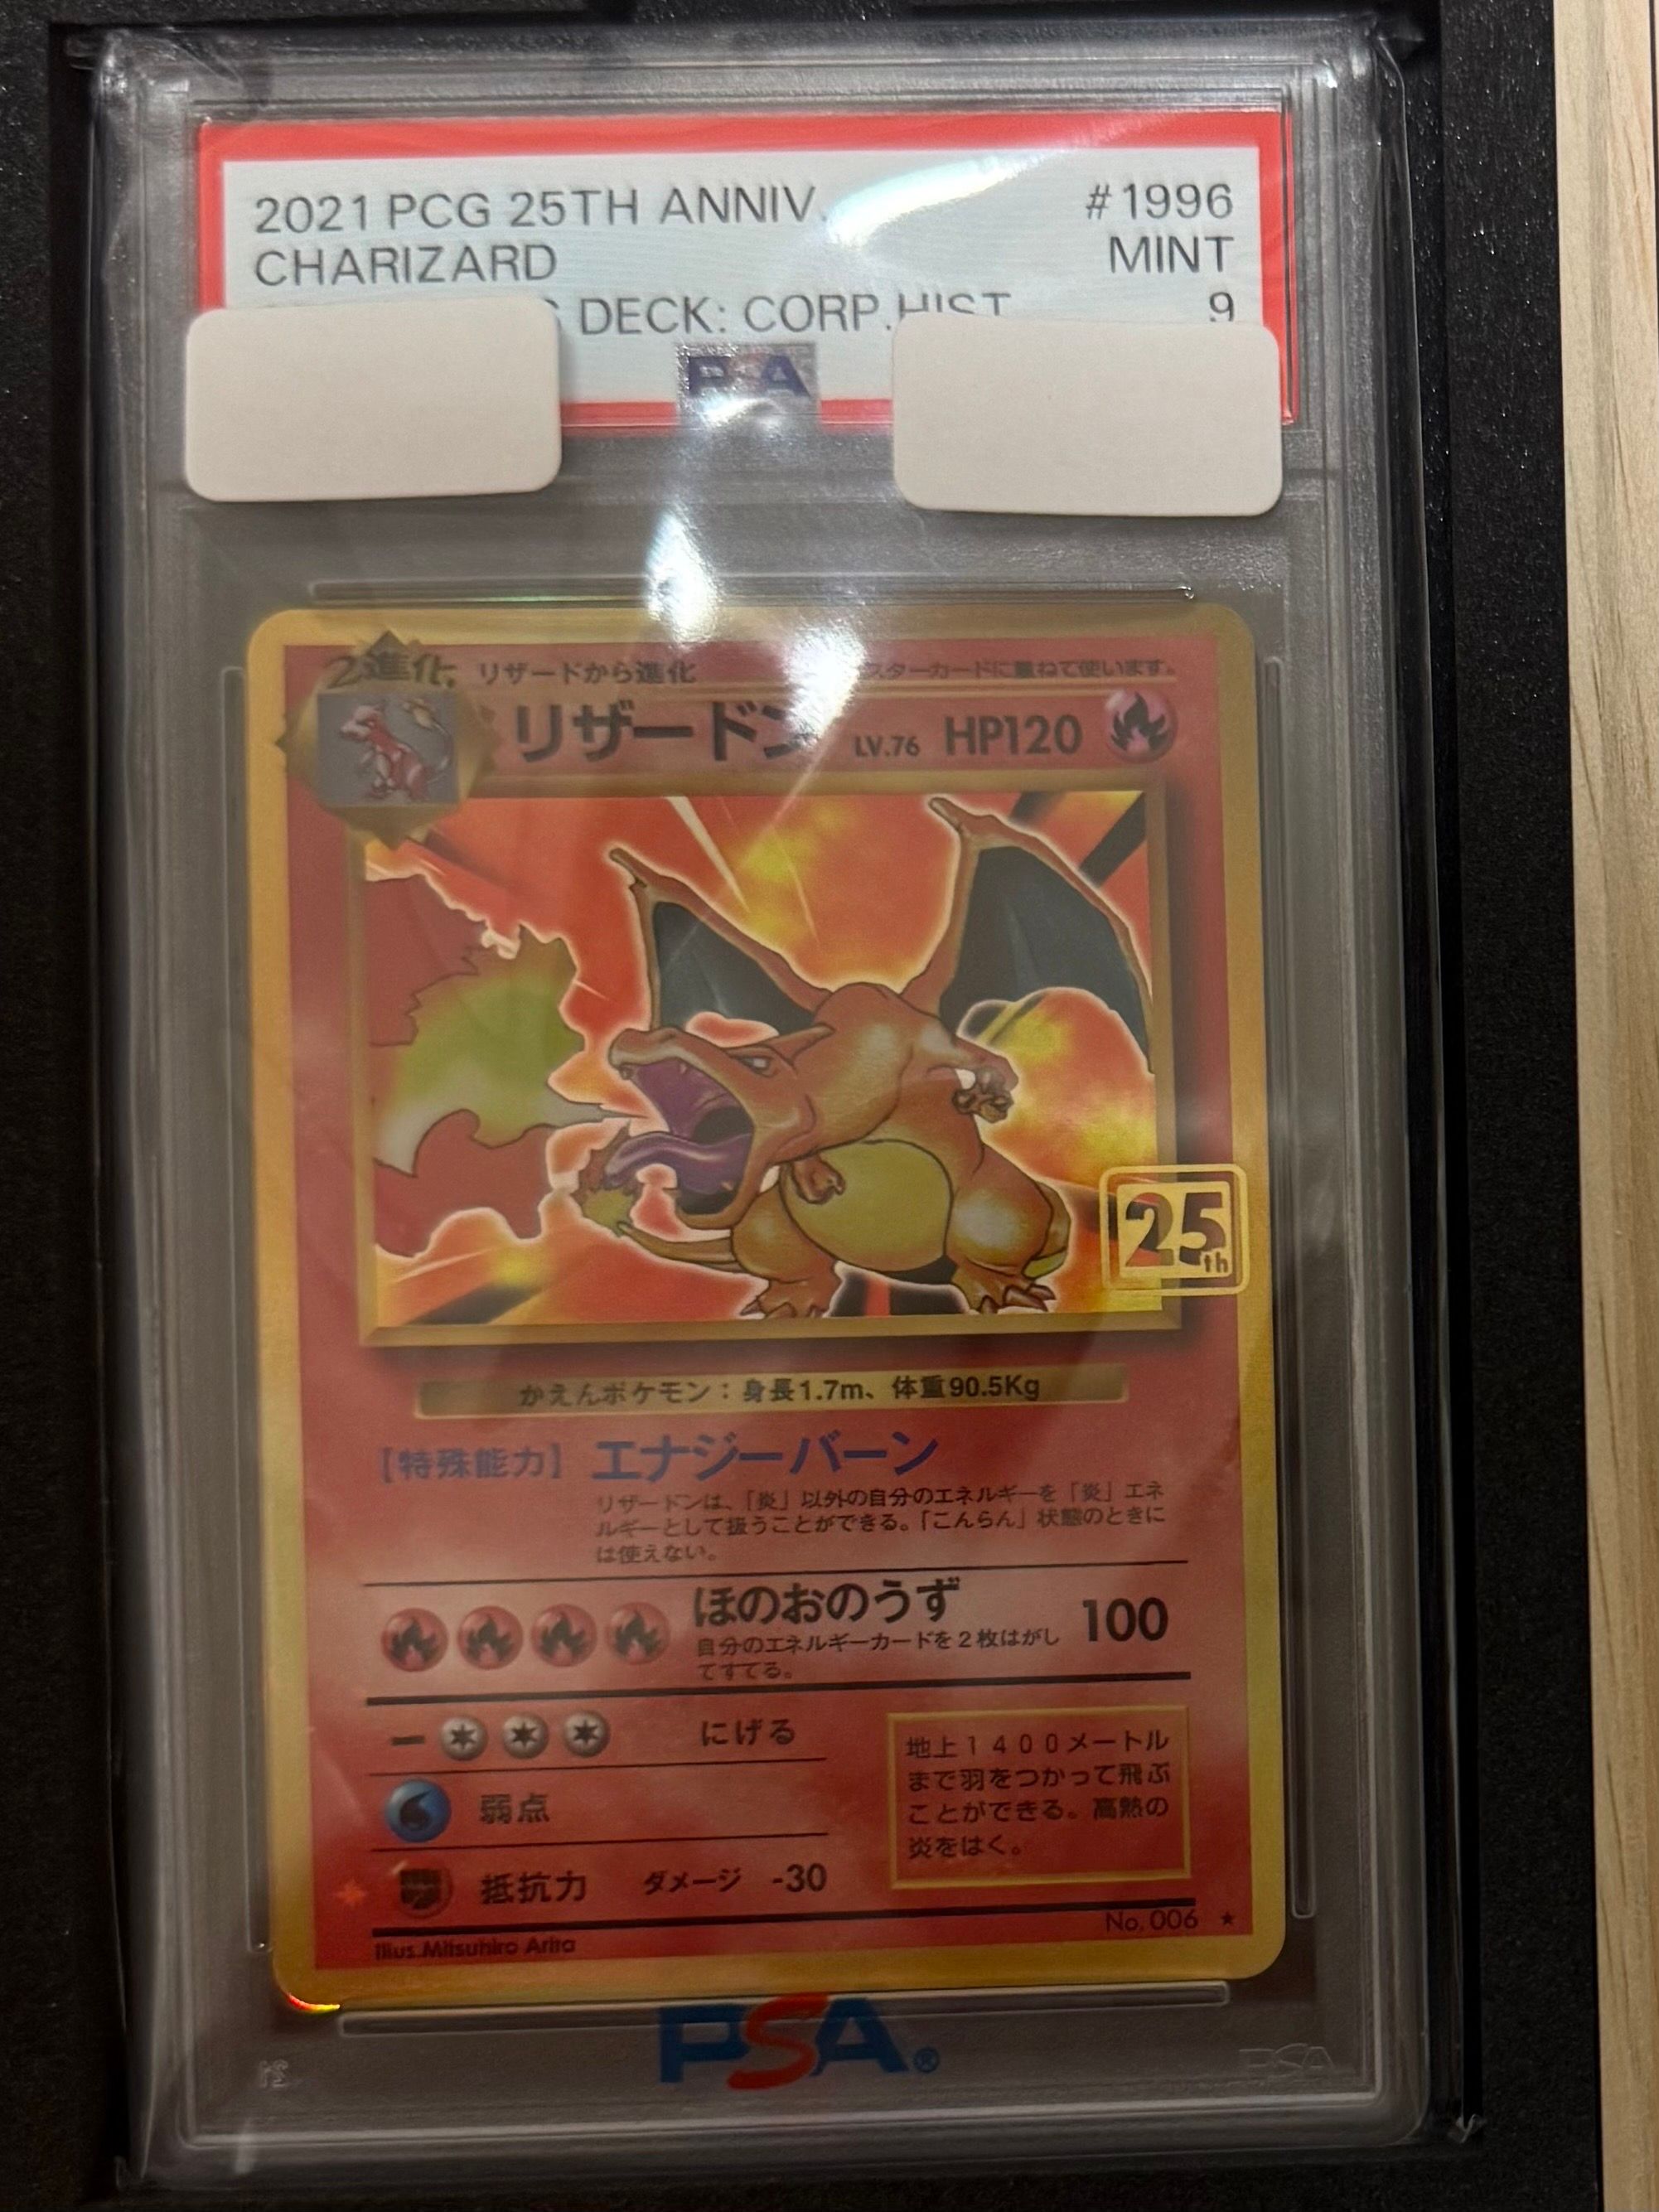 2021 PCG 25TH ANNIV. #1996
CHARIZARD MINT
DECK: CORP.HIST 9
PSA
2進化 リザードから進化 スターカードに重ねて使います。
リザードン LV.76 HP120
25th
かえんポケモン：身長1.7m、体重90.5Kg
【特殊能力】 エナジーバーン
リザードンは、「炎」以外の自分のエネルギーを「炎」エネ
ルギーとして扱うことができる。「こんらん」状態のときに
は使えない。
ほのおのうず 100
自分のエネルギーカードを2枚はがし
てすてる。
にげる
弱点
抵抗力 ダメージ -30
地上1400メートル
まで羽をつかって飛ぶ
ことができる。高熱の
炎をはく。
No.006 ★
Illus.Mitsuhiro Arita
PSA®
PSA